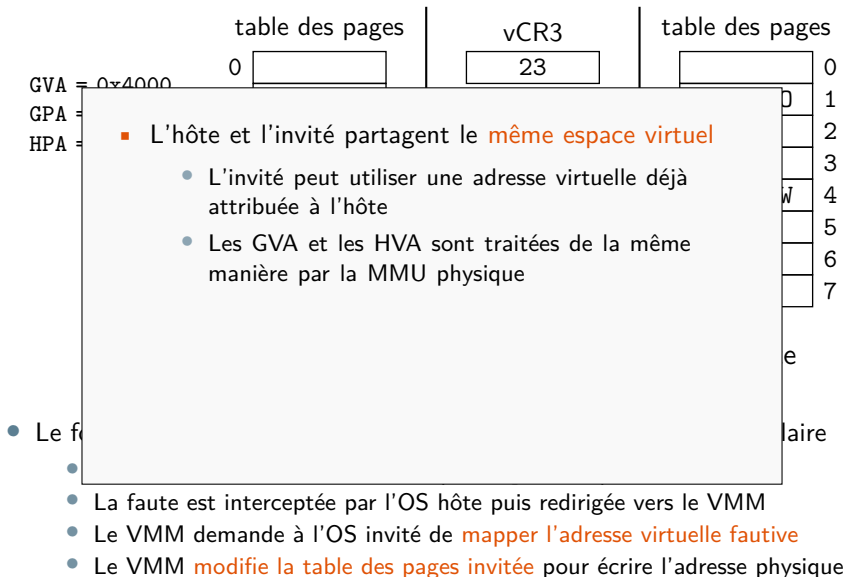 table des pages
vCR3
table des pages
0
23
0
GVA = 0x4000
1
GPA =
2
HPA =
3
W 4
5
6
7
L'hôte et l'invité partagent le même espace virtuel
L'invité peut utiliser une adresse virtuelle déjà
attribuée à l'hôte
Les GVA et les HVA sont traitées de la même
manière par la MMU physique
e
Le laire
La faute est interceptée par l'OS hôte puis redirigée vers le VMM
Le VMM demande à l'OS invité de mapper l'adresse virtuelle fautive
Le VMM modifie la table des pages invitée pour écrire l'adresse physique